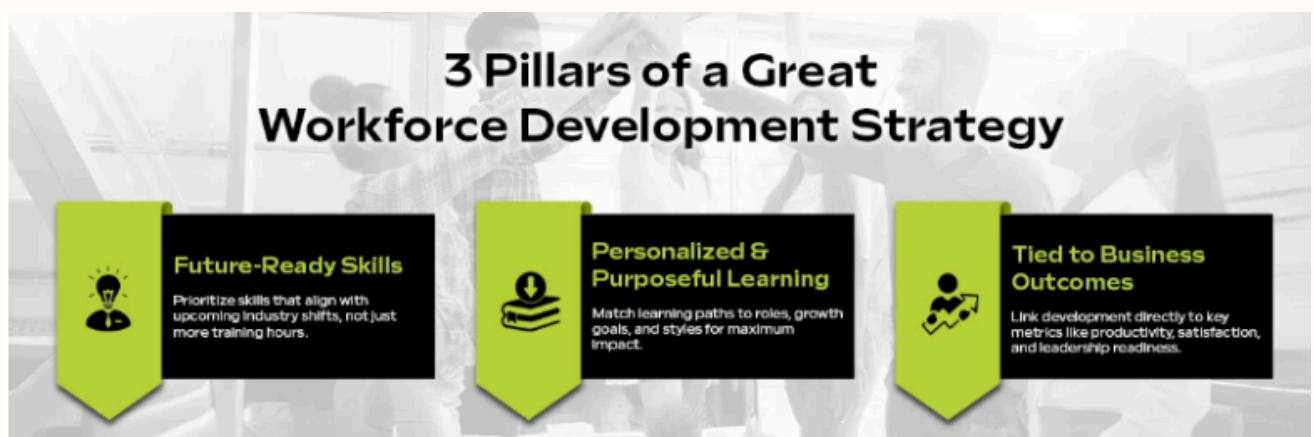 3 Pillars of a Great
Workforce Development Strategy
Future-Ready Skills
Prioritize skills that align with
upcoming industry shifts, not just
more training hours.
Personalized &
Purposeful Learning
Match learning paths to roles, growth
goals, and styles for maximum
impact.
Tied to Business
Outcomes
Link development directly to key
metrics like productivity, satisfaction,
and leadership readiness.